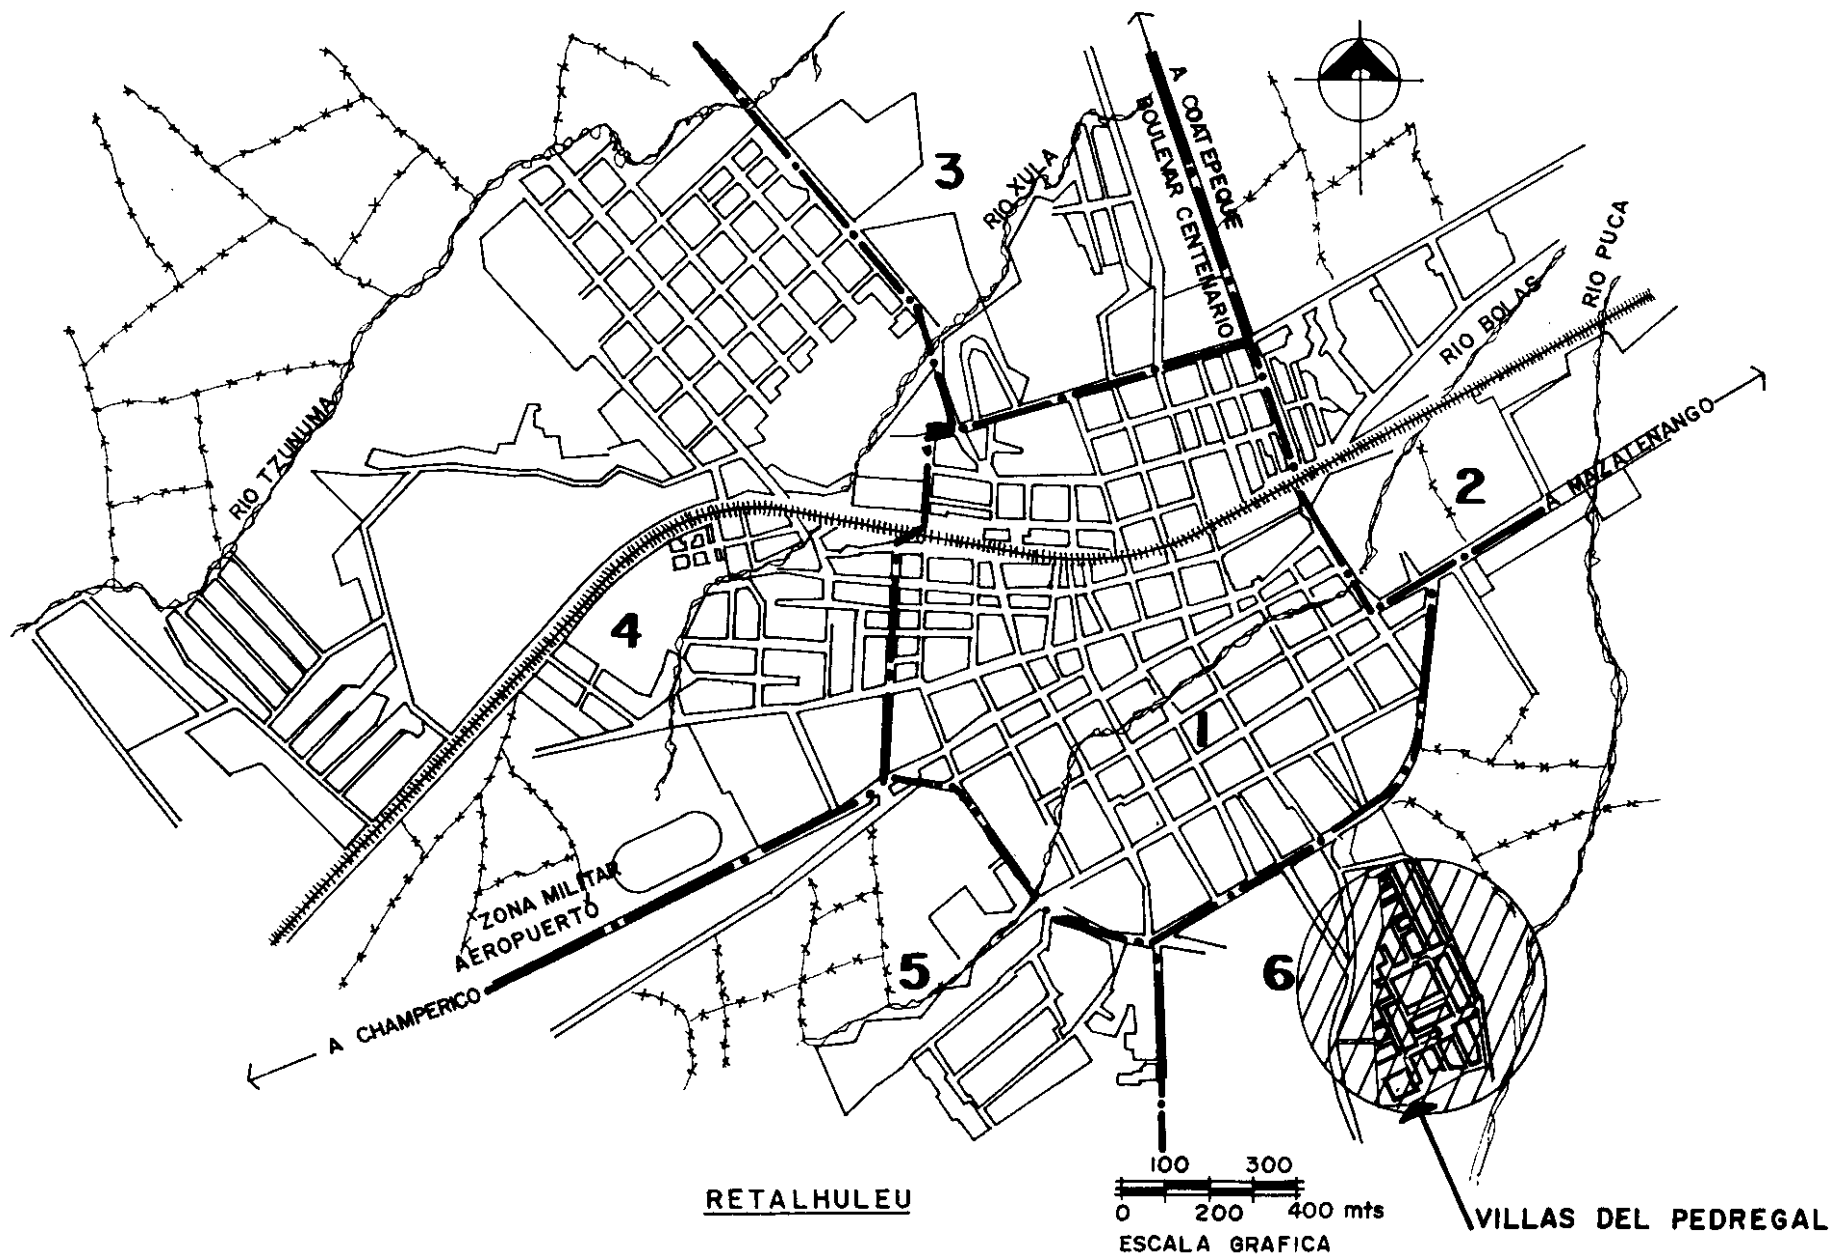 A COATEPEQUE
BOULEVAR CENTENARIO
3
RIO XULA
RIO PUCA
RIO BOLAS
RIO TZUNUMA
2
A MAZATENANGO
4
1
ZONA MILITAR
AEROPUERTO
5
6
A CHAMPERICO
RETALHULEU
100 300
0 200 400 mts
ESCALA GRAFICA
VILLAS DEL PEDREGAL